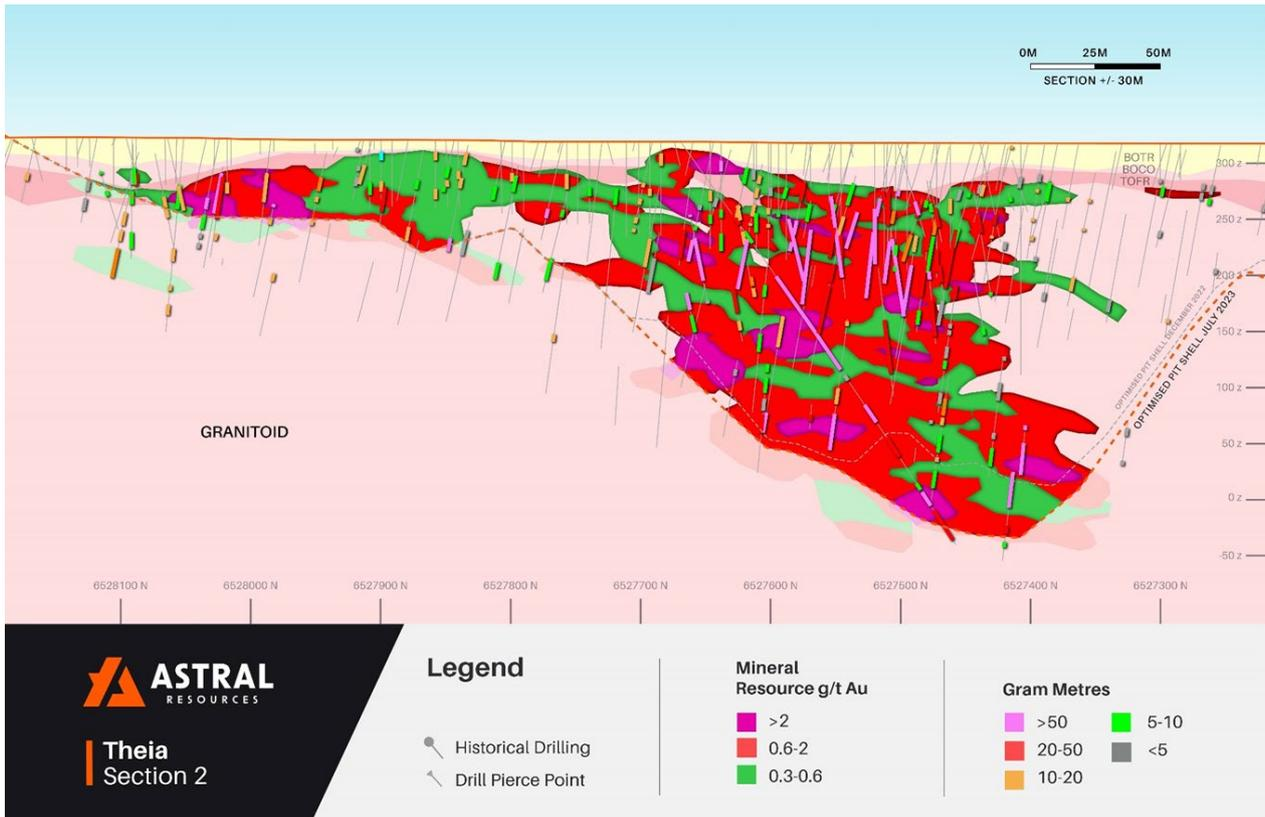 0M 25M 50M
SECTION +/- 30M
BOTR
BOCO
TOFR
300 z
250 z
200 z
150 z
100 z
50 z
0 z
-50 z
OPTIMISED PIT SHELL DECEMBER 2022
OPTIMISED PIT SHELL JULY 2023
GRANITOID
6528100 N 6528000 N 6527900 N 6527800 N 6527700 N 6527600 N 6527500 N 6527400 N 6527300 N
ASTRAL
RESOURCES
Theia
Section 2
Legend
Historical Drilling
Drill Pierce Point
Mineral
Resource g/t Au
>2
0.6-2
0.3-0.6
Gram Metres
>50 5-10
20-50 <5
10-20